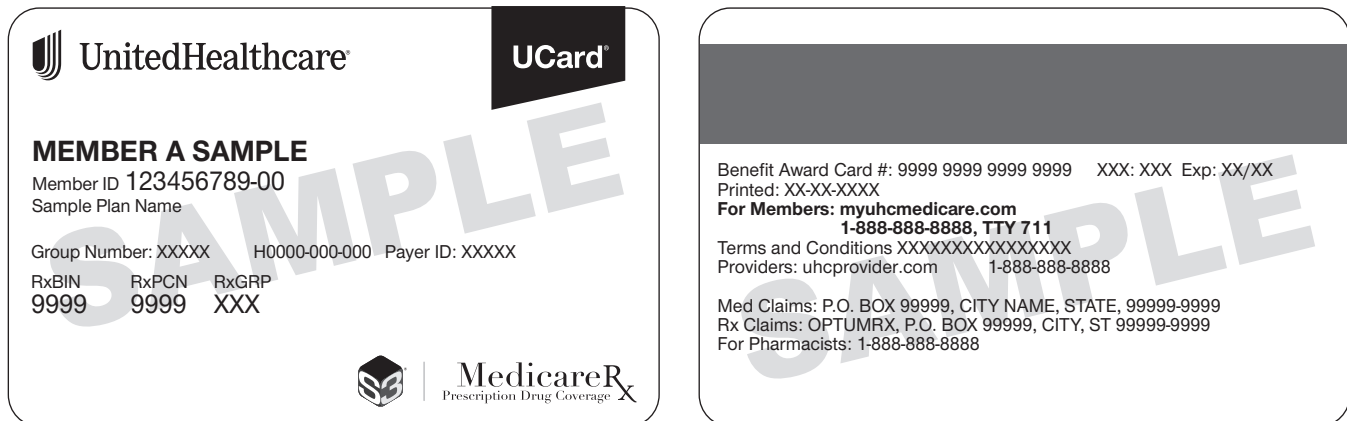 UnitedHealthcare®
UCard®
MEMBER A SAMPLE
Member ID 123456789-00
Sample Plan Name
Group Number: XXXXX H0000-000-000 Payer ID: XXXXX
RxBIN RxPCN RxGRP
9999 9999 XXX
S3
MedicareRx
Prescription Drug Coverage
SAMPLE
Benefit Award Card #: 9999 9999 9999 9999 XXX: XXX Exp: XX/XX
Printed: XX-XX-XXXX
For Members: myuhcmedicare.com
1-888-888-8888, TTY 711
Terms and Conditions XXXXXXXXXXXXXXXX
Providers: uhcprovider.com 1-888-888-8888
Med Claims: P.O. BOX 99999, CITY NAME, STATE, 99999-9999
Rx Claims: OPTUMRX, P.O. BOX 99999, CITY, ST 99999-9999
For Pharmacists: 1-888-888-8888
SAMPLE